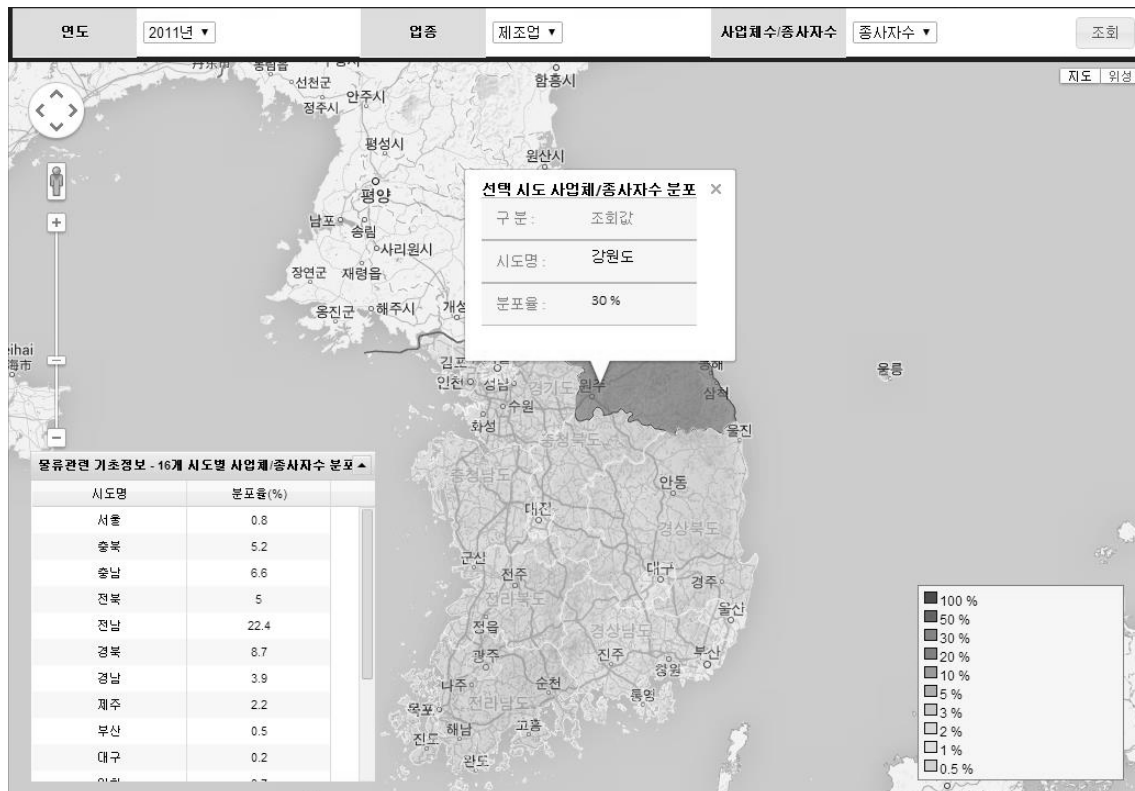 연도 2011년 ▼ 업종 제조업 ▼ 사업체수/종사자수 종사자수 ▼ 조회
지도 위성
함흥시
선천군
정주시
안주시
평성시
원산시
평양
남포
송림
사리원시
장연군
재령읍
옹진군
해주시
개성
선택 시도 사업체/종사자수 분포 ×
구 분 : 조회값
시도명 : 강원도
분포율 : 30 %
eihai
海市
김포
인천
성남
경기도
원주
동해
삼척
울릉
수원
화성
울진
충청북도
안동
대전
경상북도
군산
전주
대구
경주
전라북도
울산
정읍
경상남도
광주
진주
부산
창원
나주
순천
통영
목포
전라남도
해남
고흥
진도
완도
물류관련 기초정보 - 16개 시도별 사업체/종사자수 분포
시도명 분포율(%)
서울 0.8
충북 5.2
충남 6.6
전북 5
전남 22.4
경북 8.7
경남 3.9
제주 2.2
부산 0.5
대구 0.2
100 %
50 %
30 %
20 %
10 %
5 %
3 %
2 %
1 %
0.5 %